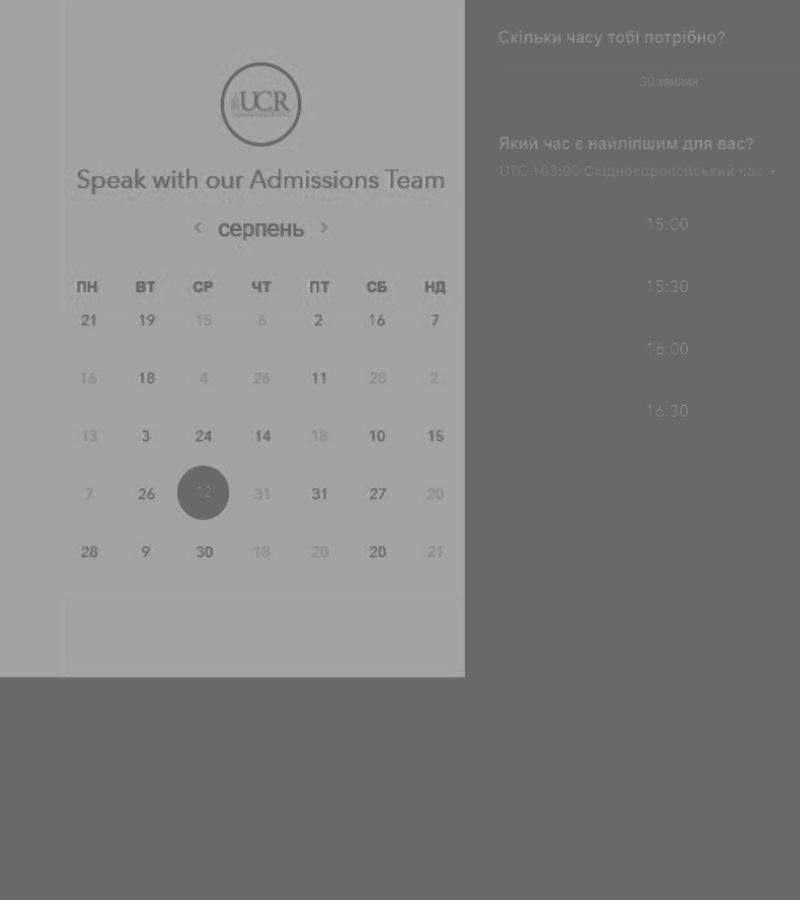 UCR
Speak with our Admissions Team
‹ серпень ›
ПН ВТ СР ЧТ ПТ СБ НД
21 19 15 6 2 16 7
16 18 4 26 11 28 2
13 3 24 14 18 10 15
7 26 12 31 31 27 20
28 9 30 18 20 20 21
Скільки часу тобі потрібно?
30 хвилин
Який час є найліпшим для вас?
UTC +03:00 Східноєвропейський час
15:00
15:30
16:00
16:30